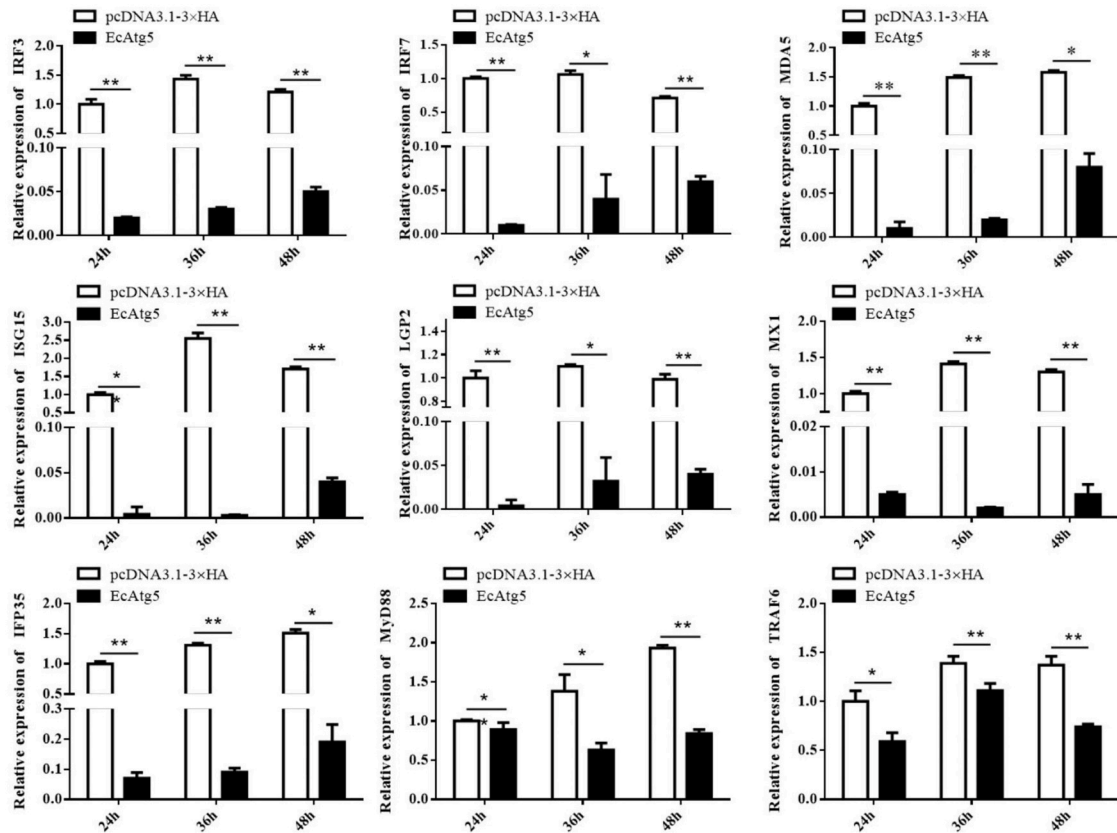 pcDNA3.1-3×HA
EcAtg5
Relative expression of IRF3
2.0
1.5
1.0
0.5
0.10
0.05
0.00
**
**
**
24h
36h
48h
pcDNA3.1-3×HA
EcAtg5
Relative expression of IRF7
1.5
1.0
0.5
0.10
0.05
0.00
**
*
**
24h
36h
48h
pcDNA3.1-3×HA
EcAtg5
Relative expression of MDA5
2.0
1.5
1.0
0.5
0.10
0.05
0.00
**
**
*
24h
36h
48h
pcDNA3.1-3×HA
EcAtg5
Relative expression of ISG15
3.0
2.5
2.0
1.5
1.0
0.5
0.10
0.05
0.00
*
*
**
**
24h
36h
48h
pcDNA3.1-3×HA
EcAtg5
Relative expression of LGP2
1.4
1.2
1.0
0.8
0.10
0.05
0.00
**
*
**
24h
36h
48h
pcDNA3.1-3×HA
EcAtg5
Relative expression of MX1
2.0
1.5
1.0
0.02
0.01
0.00
**
**
**
24h
36h
48h
pcDNA3.1-3×HA
EcAtg5
Relative expression of IFP35
2.0
1.5
1.0
0.5
0.3
0.2
0.1
0.0
**
**
*
24h
36h
48h
pcDNA3.1-3×HA
EcAtg5
Relative expression of MyD88
2.5
2.0
1.5
1.0
0.5
0.0
*
*
*
**
24h
36h
48h
pcDNA3.1-3×HA
EcAtg5
Relative expression of TRAF6
2.0
1.5
1.0
0.5
0.0
*
**
**
24h
36h
48h